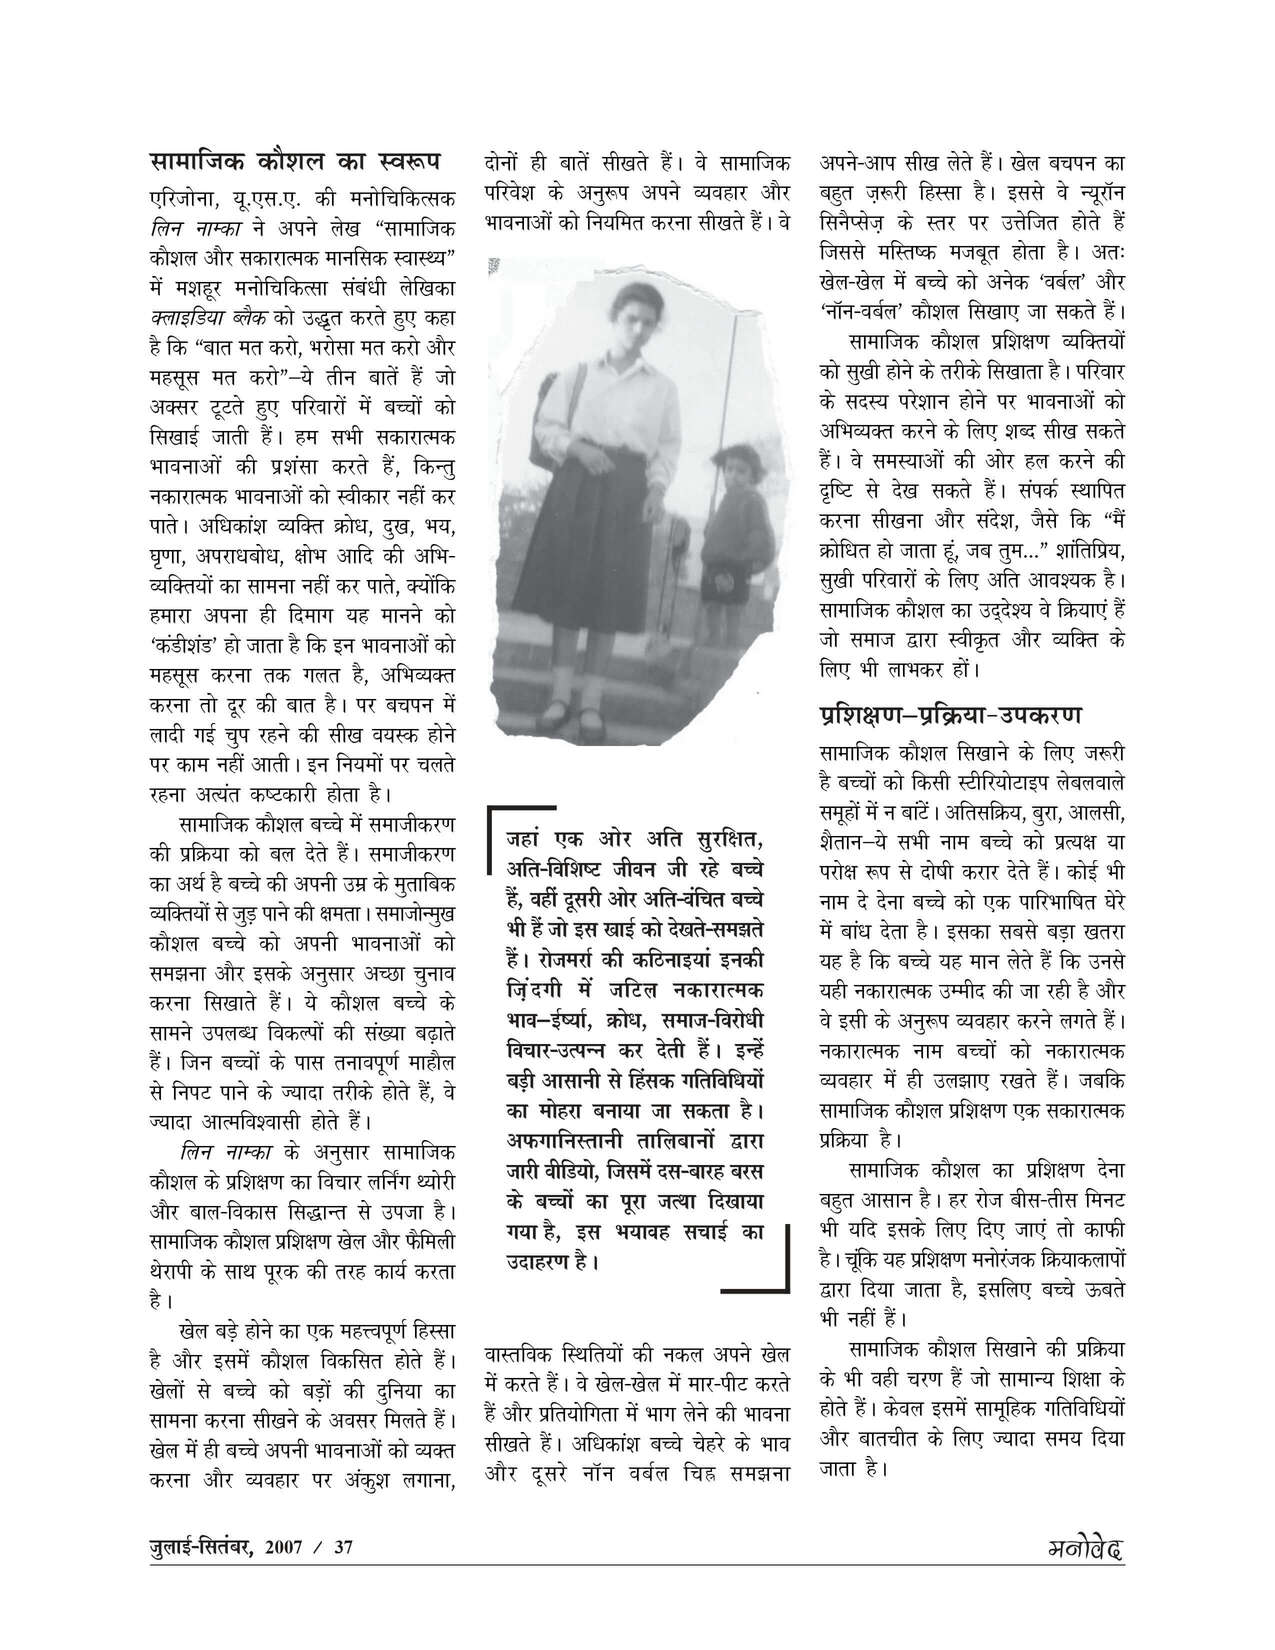 सामाजिक कौशल का स्वरूप
एरिजोना, यू.एस.ए. की मनोचिकित्सक
लिन नाम्का ने अपने लेख “सामाजिक
कौशल और सकारात्मक मानसिक स्वास्थ्य”
में मशहूर मनोचिकित्सा संबंधी लेखिका
क्लाइडिया ब्लैक को उद्धृत करते हुए कहा
है कि “बात मत करो, भरोसा मत करो और
महसूस मत करो”–ये तीन बातें हैं जो
अक्सर टूटते हुए परिवारों में बच्चों को
सिखाई जाती हैं। हम सभी सकारात्मक
भावनाओं की प्रशंसा करते हैं, किन्तु
नकारात्मक भावनाओं को स्वीकार नहीं कर
पाते। अधिकांश व्यक्ति क्रोध, दुख, भय,
घृणा, अपराधबोध, क्षोभ आदि की अभि-
व्यक्तियों का सामना नहीं कर पाते, क्योंकि
हमारा अपना ही दिमाग यह मानने को
‘कंडीशंड’ हो जाता है कि इन भावनाओं को
महसूस करना तक गलत है, अभिव्यक्त
करना तो दूर की बात है। पर बचपन में
लादी गई चुप रहने की सीख वयस्क होने
पर काम नहीं आती। इन नियमों पर चलते
रहना अत्यंत कष्टकारी होता है।
सामाजिक कौशल बच्चे में समाजीकरण
की प्रक्रिया को बल देते हैं। समाजीकरण
का अर्थ है बच्चे की अपनी उम्र के मुताबिक
व्यक्तियों से जुड़ पाने की क्षमता। समाजोन्मुख
कौशल बच्चे को अपनी भावनाओं को
समझना और इसके अनुसार अच्छा चुनाव
करना सिखाते हैं। ये कौशल बच्चे के
सामने उपलब्ध विकल्पों की संख्या बढ़ाते
हैं। जिन बच्चों के पास तनावपूर्ण माहौल
से निपट पाने के ज्यादा तरीके होते हैं, वे
ज्यादा आत्मविश्वासी होते हैं।
लिन नाम्का के अनुसार सामाजिक
कौशल के प्रशिक्षण का विचार लर्निंग थ्योरी
और बाल-विकास सिद्धान्त से उपजा है।
सामाजिक कौशल प्रशिक्षण खेल और फैमिली
थेरापी के साथ पूरक की तरह कार्य करता
है।
खेल बड़े होने का एक महत्त्वपूर्ण हिस्सा
है और इसमें कौशल विकसित होते हैं।
खेलों से बच्चे को बड़ों की दुनिया का
सामना करना सीखने के अवसर मिलते हैं।
खेल में ही बच्चे अपनी भावनाओं को व्यक्त
करना और व्यवहार पर अंकुश लगाना,
दोनों ही बातें सीखते हैं। वे सामाजिक
परिवेश के अनुरूप अपने व्यवहार और
भावनाओं को नियमित करना सीखते हैं। वे
जहां एक ओर अति सुरक्षित,
अति-विशिष्ट जीवन जी रहे बच्चे
हैं, वहीं दूसरी ओर अति-वंचित बच्चे
भी हैं जो इस खाई को देखते-समझते
हैं। रोजमर्रा की कठिनाइयां इनकी
ज़िंदगी में जटिल नकारात्मक
भाव–ईर्ष्या, क्रोध, समाज-विरोधी
विचार-उत्पन्न कर देती हैं। इन्हें
बड़ी आसानी से हिंसक गतिविधियों
का मोहरा बनाया जा सकता है।
अफगानिस्तानी तालिबानों द्वारा
जारी वीडियो, जिसमें दस-बारह बरस
के बच्चों का पूरा जत्था दिखाया
गया है, इस भयावह सचाई का
उदाहरण है।
वास्तविक स्थितियों की नकल अपने खेल
में करते हैं। वे खेल-खेल में मार-पीट करते
हैं और प्रतियोगिता में भाग लेने की भावना
सीखते हैं। अधिकांश बच्चे चेहरे के भाव
और दूसरे नॉन वर्बल चिह्न समझना
अपने-आप सीख लेते हैं। खेल बचपन का
बहुत ज़रूरी हिस्सा है। इससे वे न्यूरॉन
सिनैप्सेज़ के स्तर पर उत्तेजित होते हैं
जिससे मस्तिष्क मजबूत होता है। अतः
खेल-खेल में बच्चे को अनेक ‘वर्बल’ और
‘नॉन-वर्बल’ कौशल सिखाए जा सकते हैं।
सामाजिक कौशल प्रशिक्षण व्यक्तियों
को सुखी होने के तरीके सिखाता है। परिवार
के सदस्य परेशान होने पर भावनाओं को
अभिव्यक्त करने के लिए शब्द सीख सकते
हैं। वे समस्याओं की ओर हल करने की
दृष्टि से देख सकते हैं। संपर्क स्थापित
करना सीखना और संदेश, जैसे कि “मैं
क्रोधित हो जाता हूं, जब तुम...” शांतिप्रिय,
सुखी परिवारों के लिए अति आवश्यक है।
सामाजिक कौशल का उद्देश्य वे क्रियाएं हैं
जो समाज द्वारा स्वीकृत और व्यक्ति के
लिए भी लाभकर हों।
प्रशिक्षण–प्रक्रिया-उपकरण
सामाजिक कौशल सिखाने के लिए जरूरी
है बच्चों को किसी स्टीरियोटाइप लेबलवाले
समूहों में न बांटें। अतिसक्रिय, बुरा, आलसी,
शैतान–ये सभी नाम बच्चे को प्रत्यक्ष या
परोक्ष रूप से दोषी करार देते हैं। कोई भी
नाम दे देना बच्चे को एक पारिभाषित घेरे
में बांध देता है। इसका सबसे बड़ा खतरा
यह है कि बच्चे यह मान लेते हैं कि उनसे
यही नकारात्मक उम्मीद की जा रही है और
वे इसी के अनुरूप व्यवहार करने लगते हैं।
नकारात्मक नाम बच्चों को नकारात्मक
व्यवहार में ही उलझाए रखते हैं। जबकि
सामाजिक कौशल प्रशिक्षण एक सकारात्मक
प्रक्रिया है।
सामाजिक कौशल का प्रशिक्षण देना
बहुत आसान है। हर रोज बीस-तीस मिनट
भी यदि इसके लिए दिए जाएं तो काफी
है। चूंकि यह प्रशिक्षण मनोरंजक क्रियाकलापों
द्वारा दिया जाता है, इसलिए बच्चे ऊबते
भी नहीं हैं।
सामाजिक कौशल सिखाने की प्रक्रिया
के भी वही चरण हैं जो सामान्य शिक्षा के
होते हैं। केवल इसमें सामूहिक गतिविधियों
और बातचीत के लिए ज्यादा समय दिया
जाता है।
जुलाई-सितंबर, 2007 / 37
मनोवेद